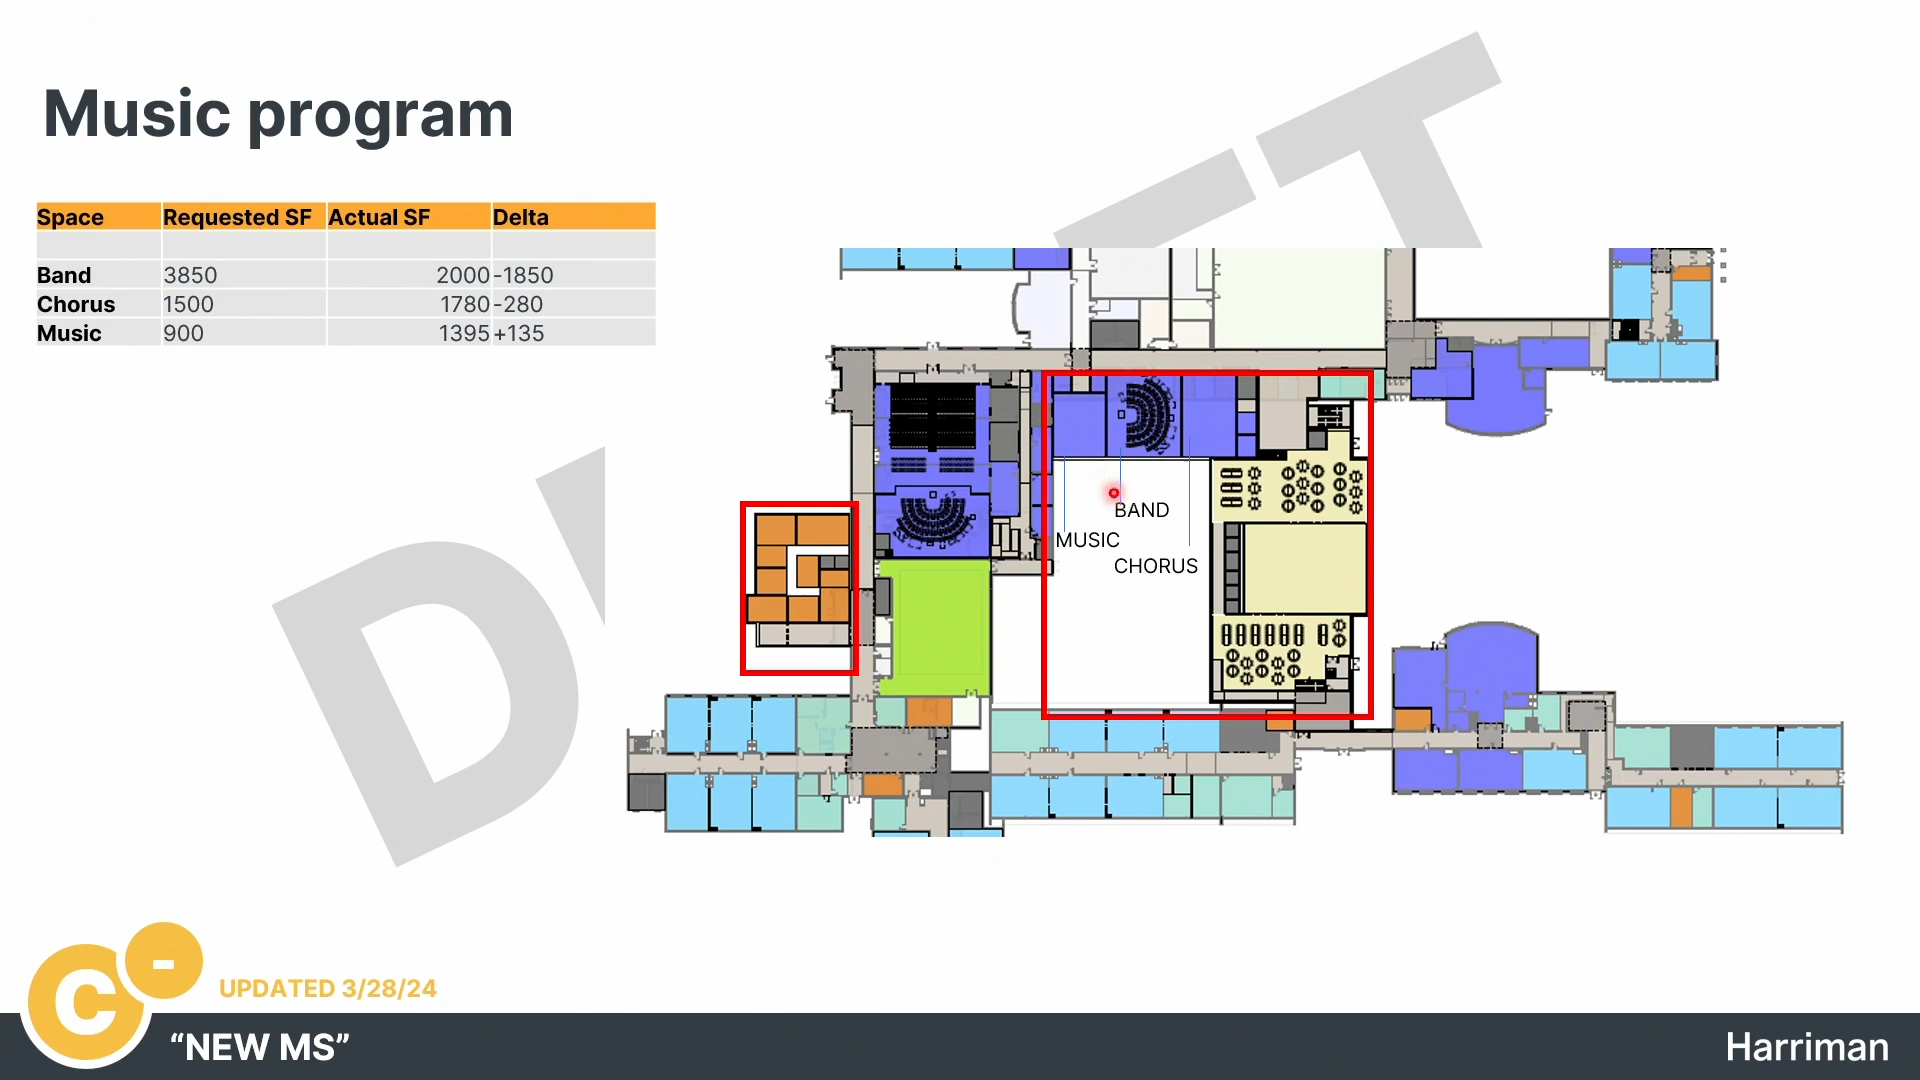 Music program
Space Requested SF Actual SF Delta
Band 3850 2000 -1850
Chorus 1500 1780 -280
Music 900 1395 +135
BAND
MUSIC
CHORUS
C -
UPDATED 3/28/24
“NEW MS”
Harriman